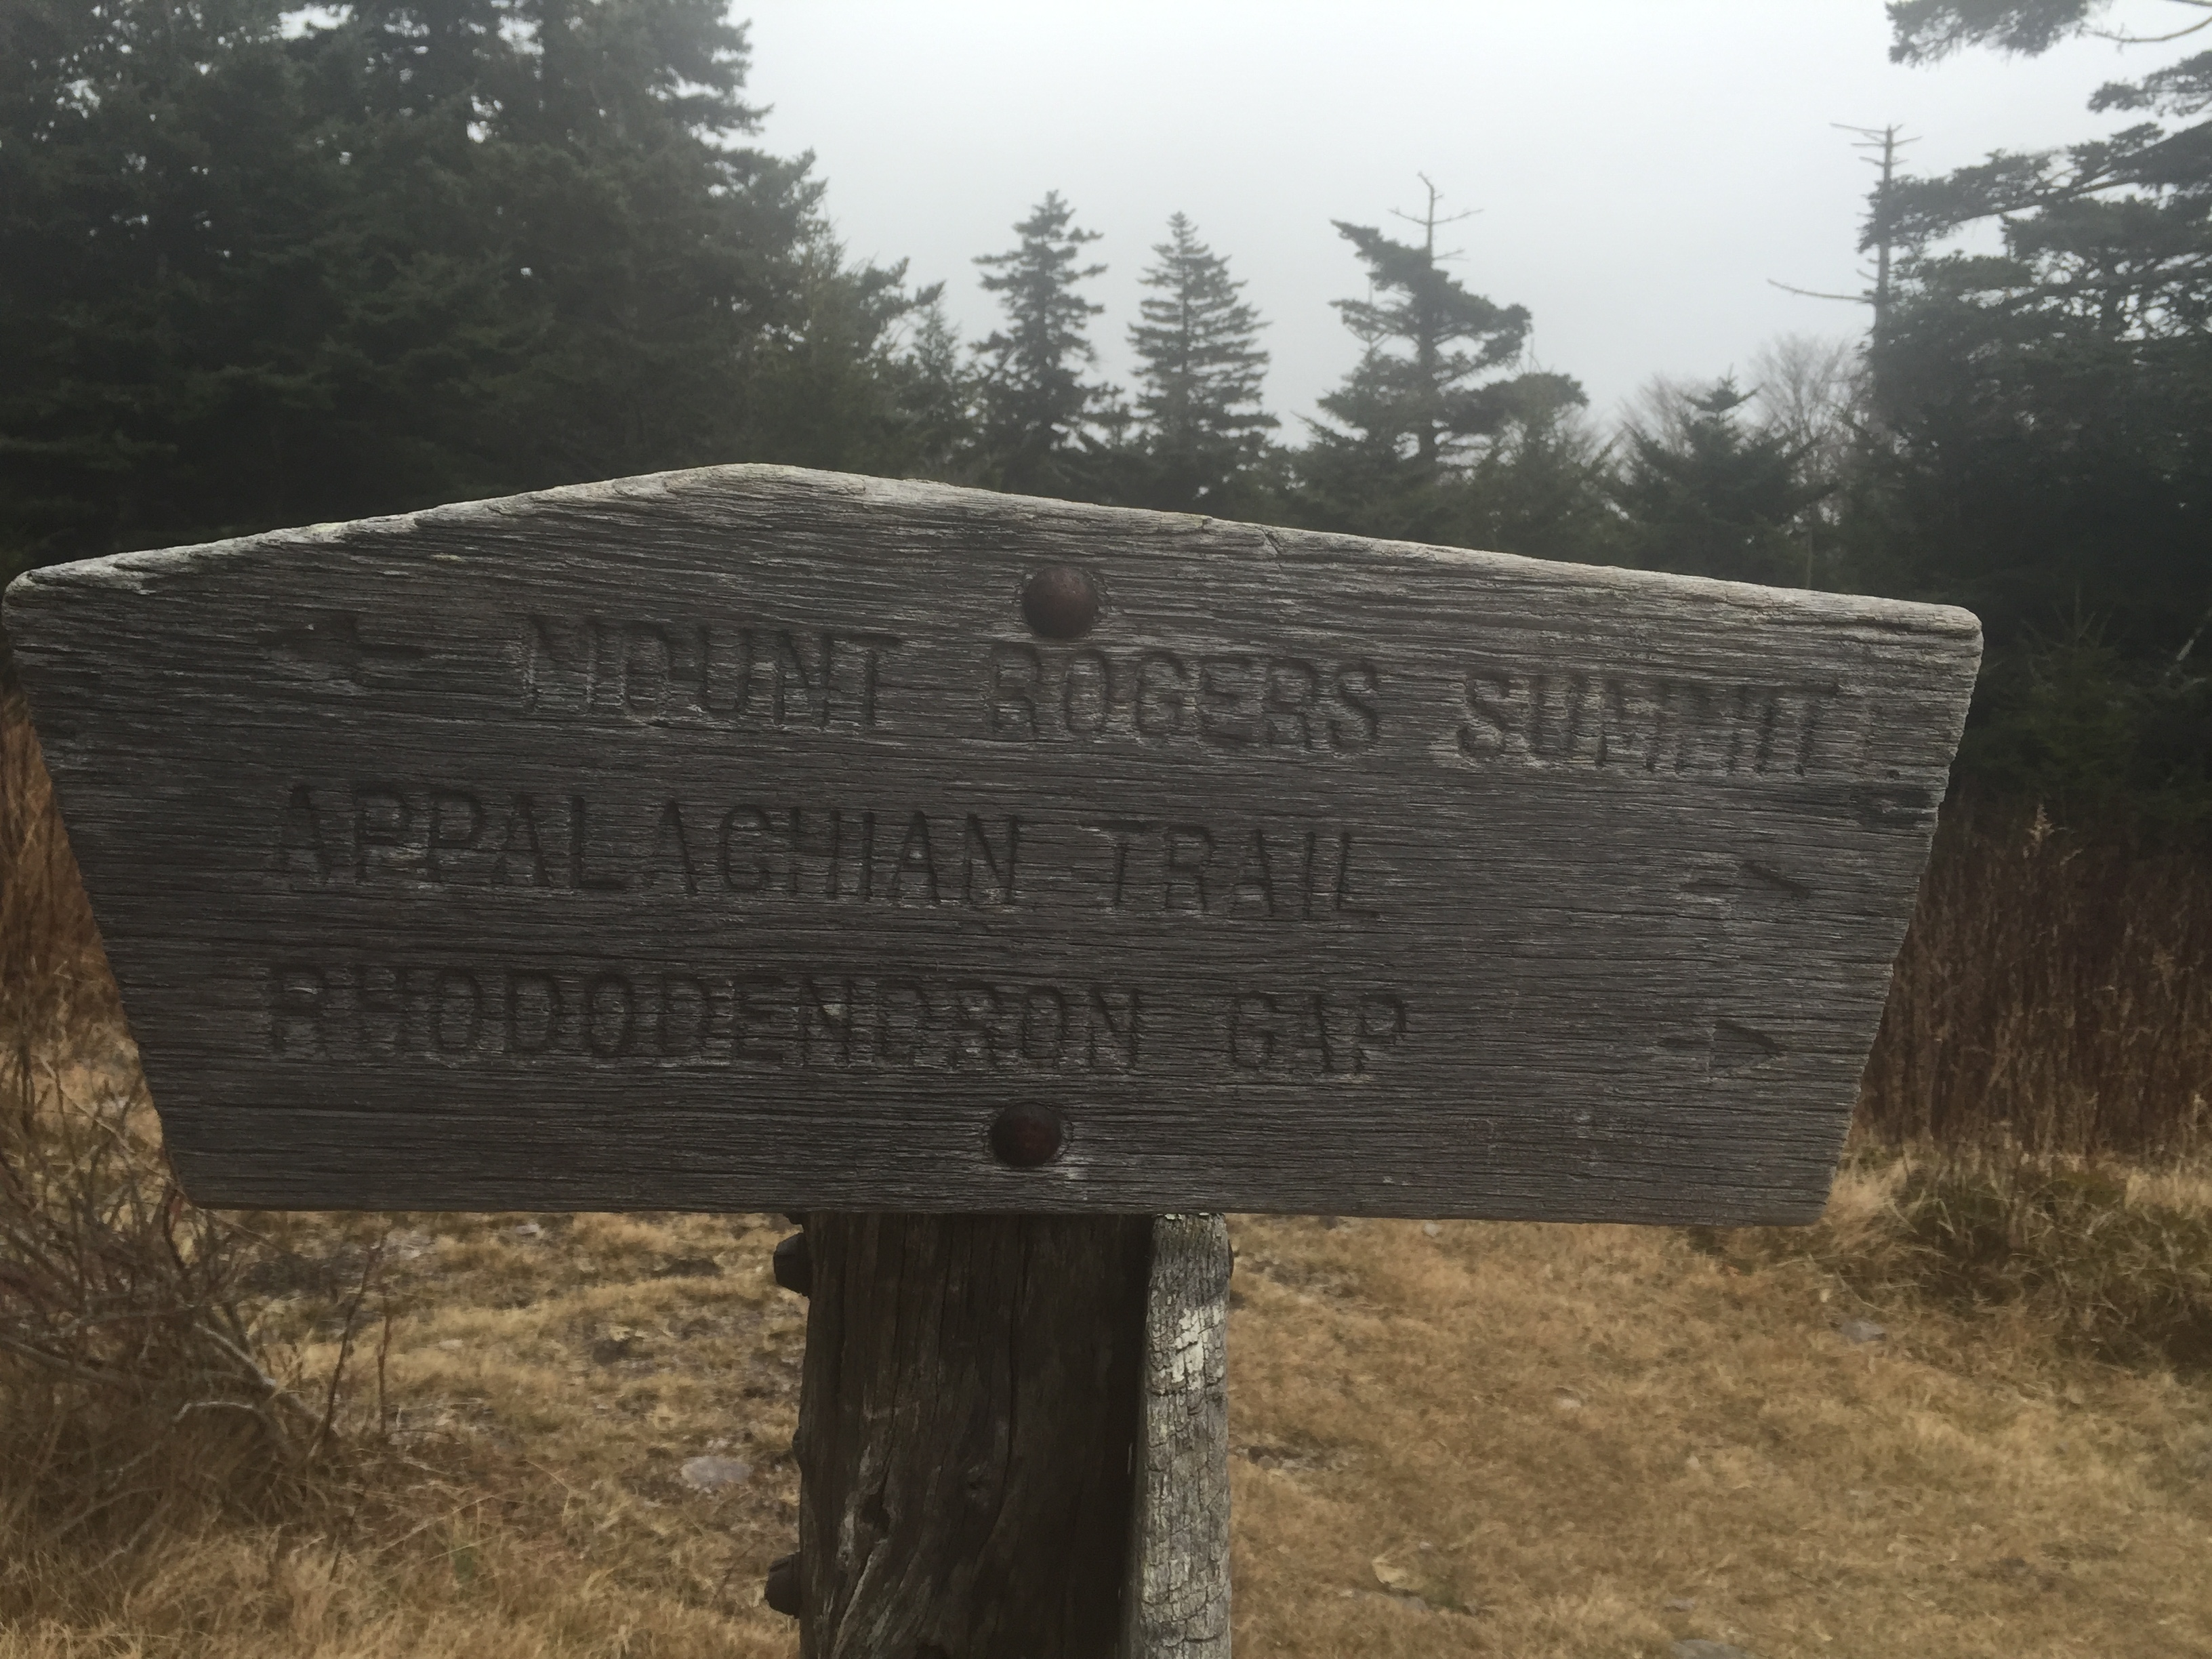 ← MOUNT ROGERS SUMMIT
APPALACHIAN TRAIL →
RHODODENDRON GAP →